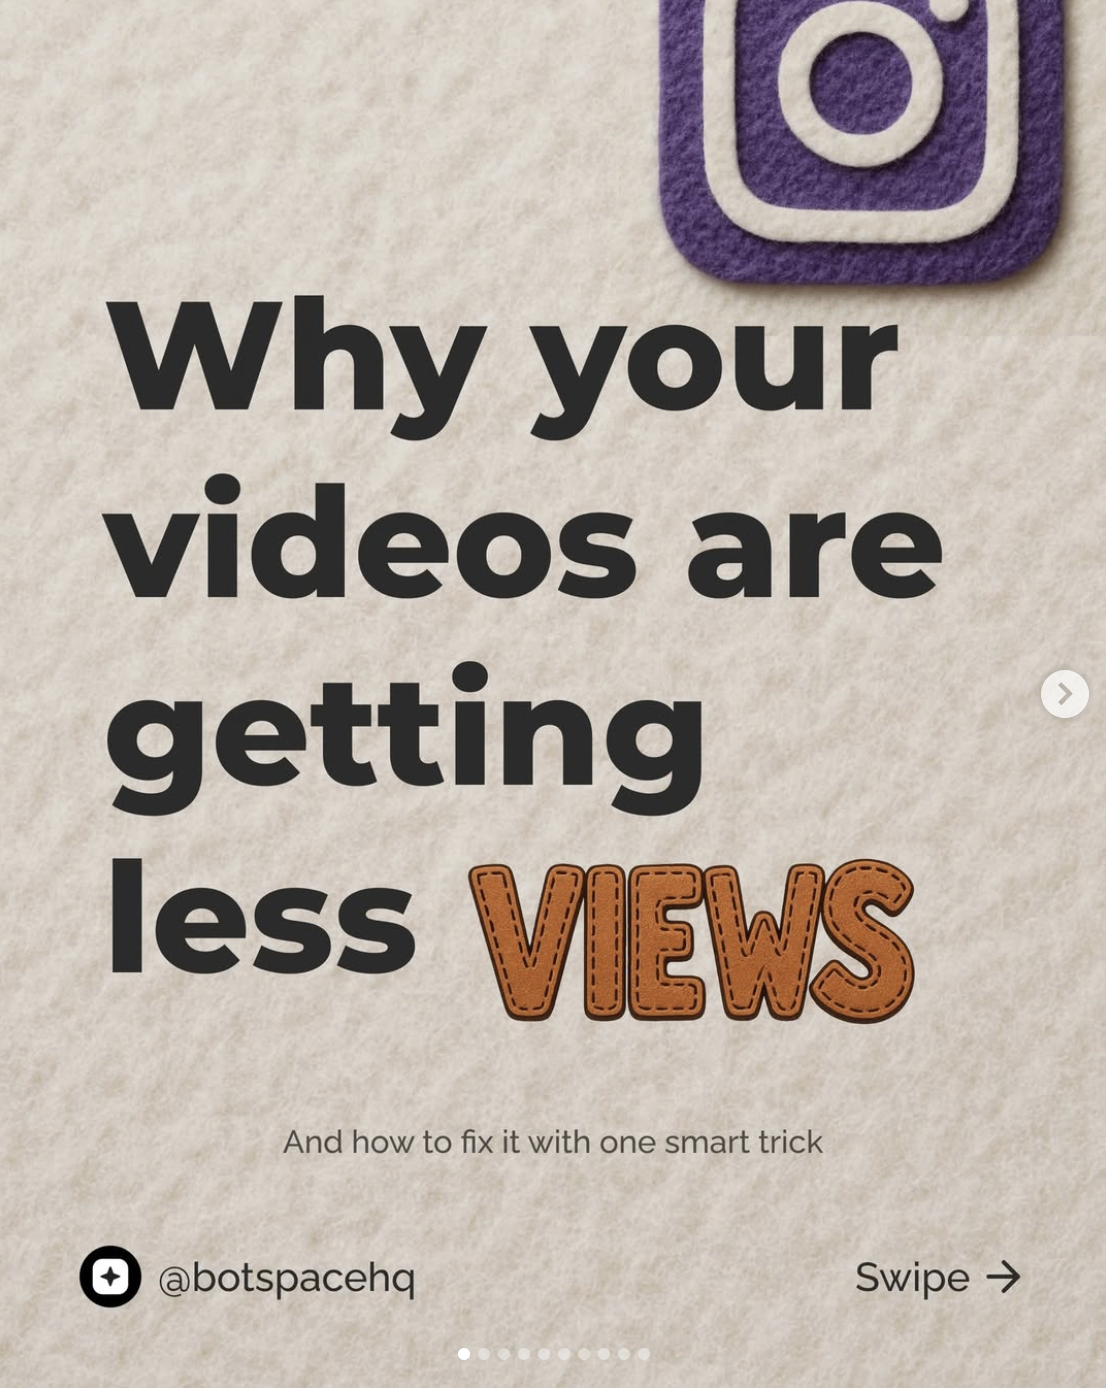 Why your
videos are
getting
less VIEWS
And how to fix it with one smart trick
@botspacehq
Swipe →